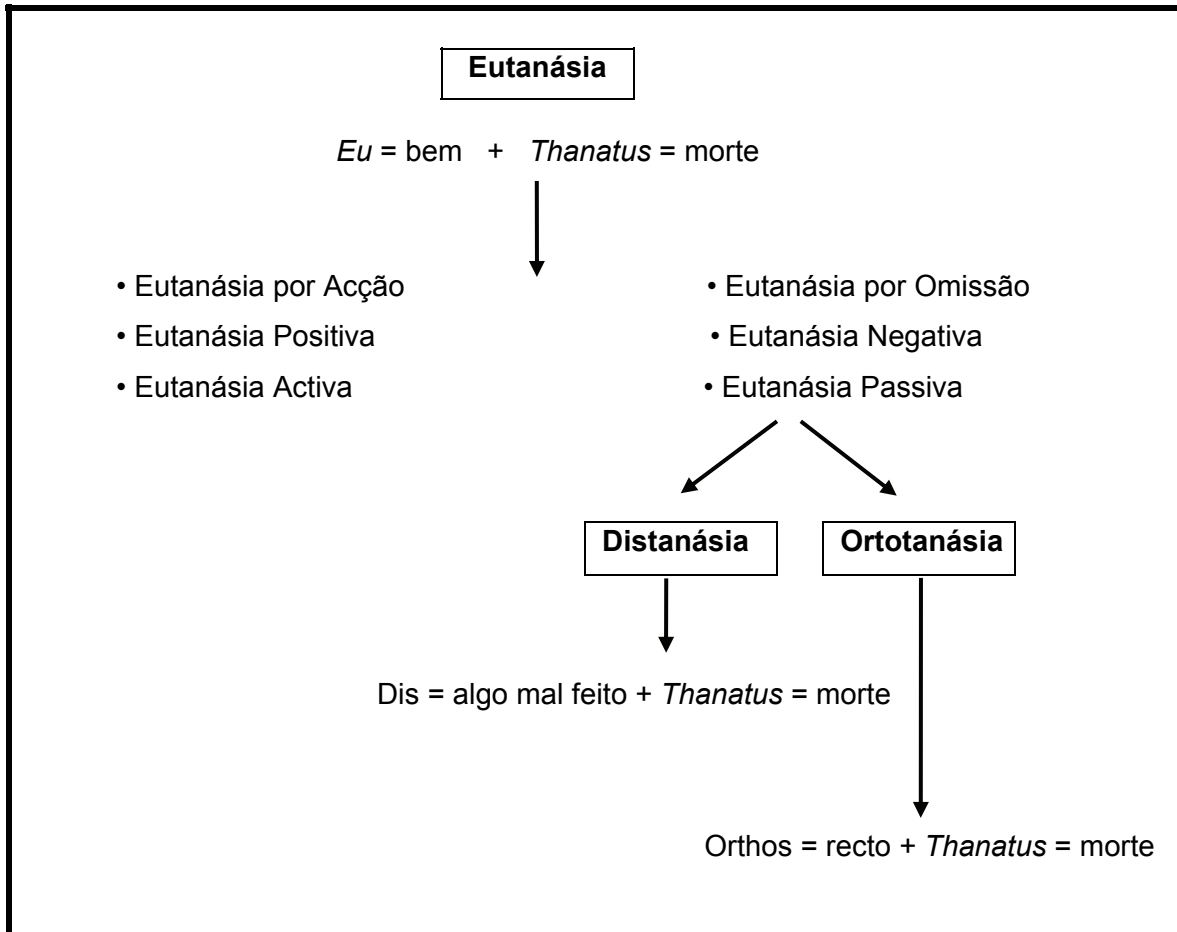 Eutanásia
Eu = bem + Thanatus = morte
• Eutanásia por Acção
• Eutanásia Positiva
• Eutanásia Activa
• Eutanásia por Omissão
• Eutanásia Negativa
• Eutanásia Passiva
Distanásia
Ortotanásia
Dis = algo mal feito + Thanatus = morte
Orthos = recto + Thanatus = morte